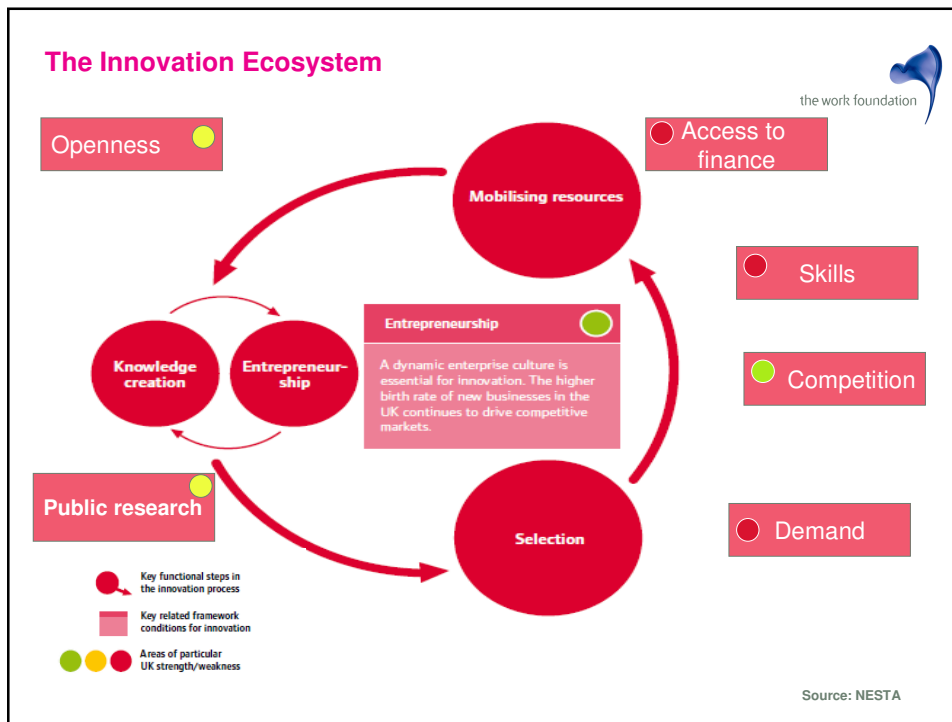 The Innovation Ecosystem
the work foundation
Openness
Access to
finance
Mobilising resources
Skills
Entrepreneurship
Knowledge
creation
Entrepreneur-
ship
A dynamic enterprise culture is
essential for innovation. The higher
birth rate of new businesses in the
UK continues to drive competitive
markets.
Competition
Public research
Selection
Demand
Key functional steps in
the innovation process
Key related framework
conditions for innovation
Areas of particular
UK strength/weakness
Source: NESTA